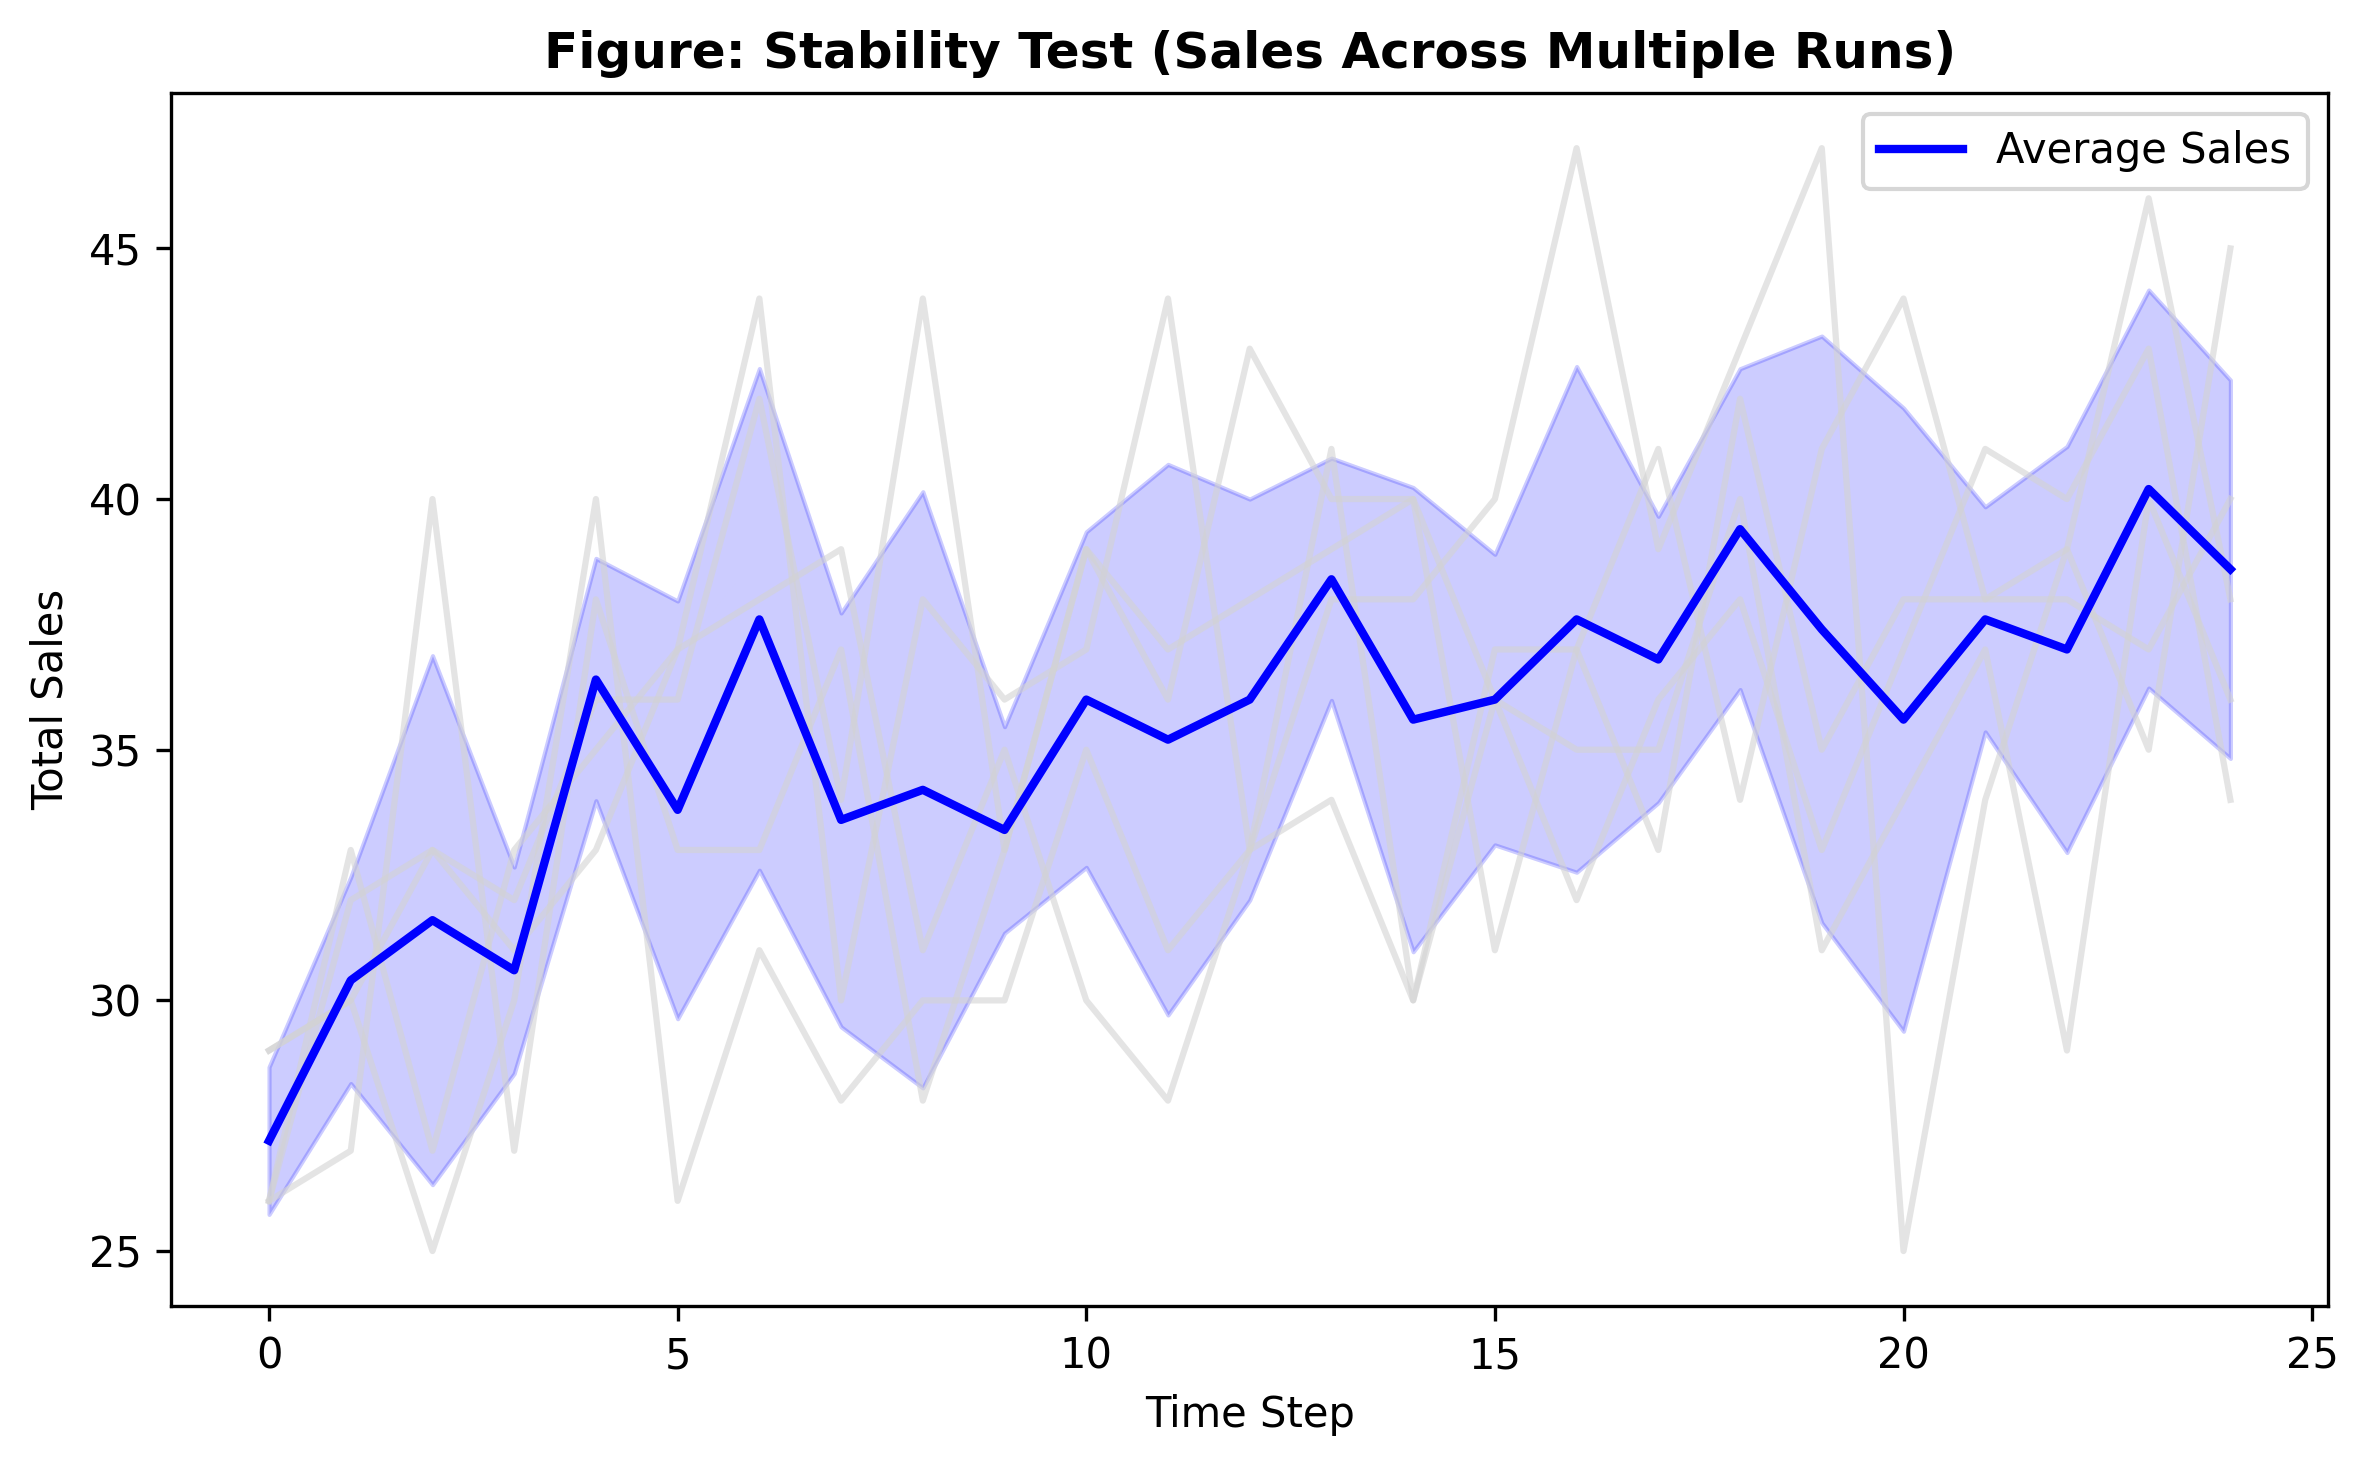 Figure: Stability Test (Sales Across Multiple Runs)
Average Sales
Total Sales
45
40
35
30
25
0 5 10 15 20 25
Time Step